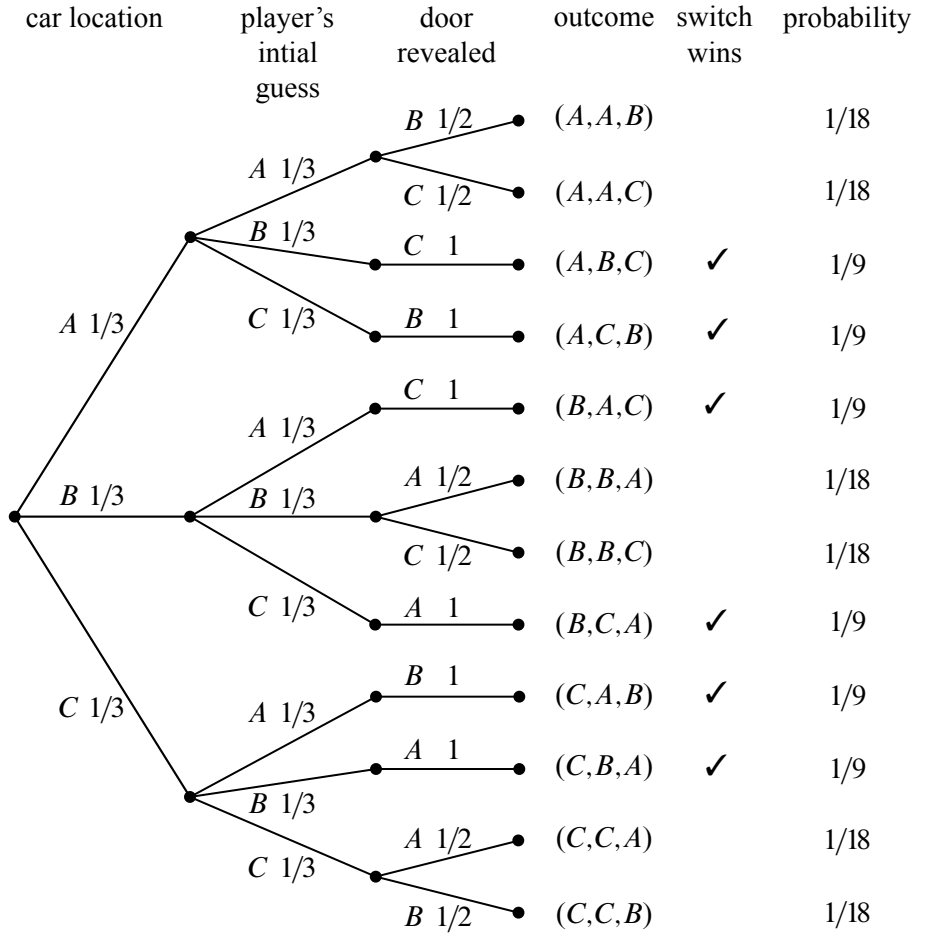 car location player's intial guess door revealed outcome switch wins probability
B 1/2 (A,A,B) 1/18
A 1/3
C 1/2 (A,A,C) 1/18
B 1/3 C 1 (A,B,C) ✓ 1/9
A 1/3
C 1/3 B 1 (A,C,B) ✓ 1/9
C 1 (B,A,C) ✓ 1/9
A 1/3
A 1/2 (B,B,A) 1/18
B 1/3 B 1/3
C 1/2 (B,B,C) 1/18
C 1/3 A 1 (B,C,A) ✓ 1/9
B 1 (C,A,B) ✓ 1/9
C 1/3 A 1/3
A 1 (C,B,A) ✓ 1/9
B 1/3
A 1/2 (C,C,A) 1/18
C 1/3
B 1/2 (C,C,B) 1/18